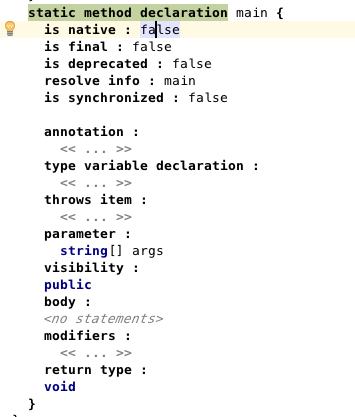 static method declaration main {
is native : false
is final : false
is deprecated : false
resolve info : main
is synchronized : false
annotation :
<< ... >>
type variable declaration :
<< ... >>
throws item :
<< ... >>
parameter :
string[] args
visibility :
public
body :
<no statements>
modifiers :
<< ... >>
return type :
void
}